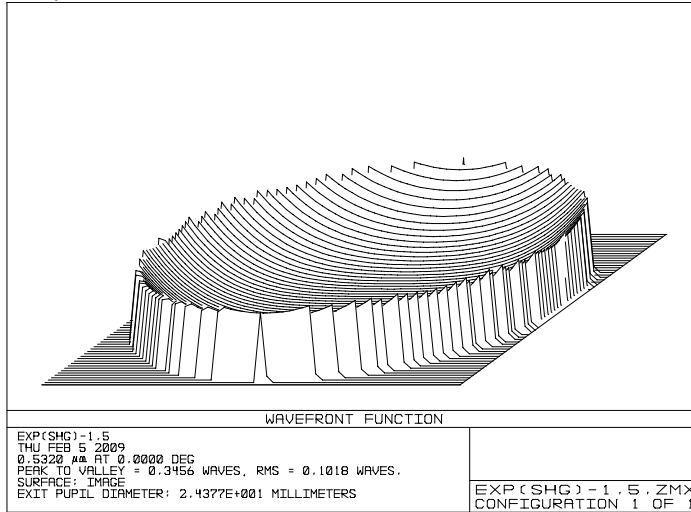 WAVEFRONT FUNCTION
EXP(SHG)-1.5
THU FEB 5 2009
0.5320 µm AT 0.0000 DEG
PEAK TO VALLEY = 0.3456 WAVES, RMS = 0.1018 WAVES.
SURFACE: IMAGE
EXIT PUPIL DIAMETER: 2.4377E+001 MILLIMETERS
EXP(SHG)-1.5.ZMX
CONFIGURATION 1 OF 1